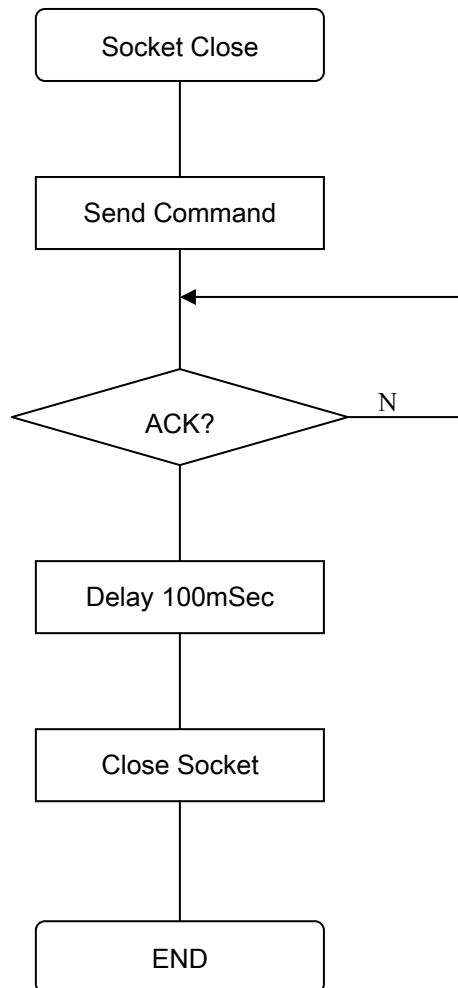 Socket Close
Send Command
ACK?
N
Delay 100mSec
Close Socket
END